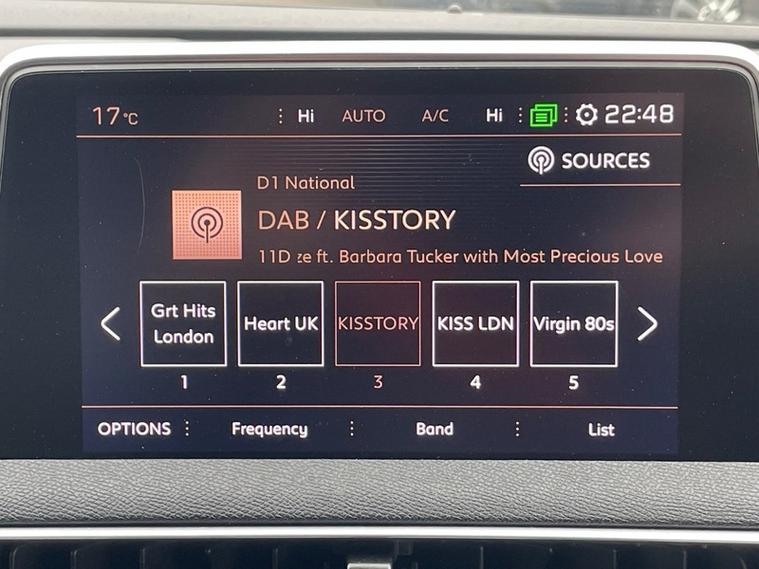 17°C Hi AUTO A/C Hi 22:48
SOURCES
D1 National
DAB / KISSTORY
11D ze ft. Barbara Tucker with Most Precious Love
Grt Hits London
Heart UK
KISSTORY
KISS LDN
Virgin 80s
1 2 3 4 5
OPTIONS Frequency Band List